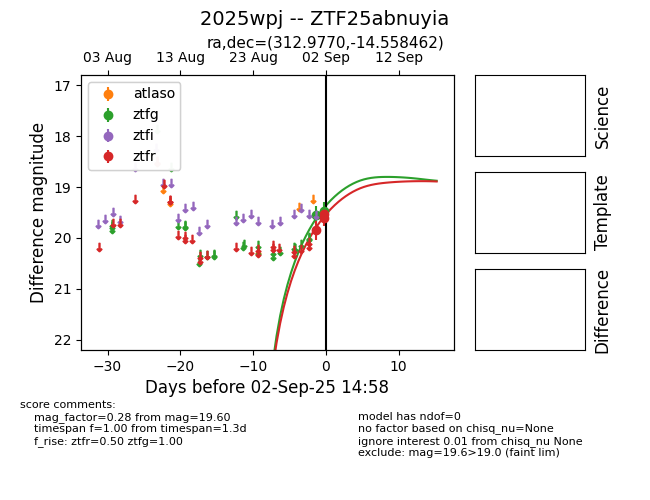 2025wpj -- ZTF25abnuyia
ra,dec=(312.9770,-14.558462)
03 Aug 13 Aug 23 Aug 02 Sep 12 Sep
17
18
19
20
21
22
Difference magnitude
atlaso
ztfg
ztfi
ztfr
−30 −20 −10 0 10
Days before 02-Sep-25 14:58
Science
Template
Difference
score comments:
mag_factor=0.28 from mag=19.60
timespan f=1.00 from timespan=1.3d
f_rise: ztfr=0.50 ztfg=1.00
model has ndof=0
no factor based on chisq_nu=None
ignore interest 0.01 from chisq_nu None
exclude: mag=19.6>19.0 (faint lim)